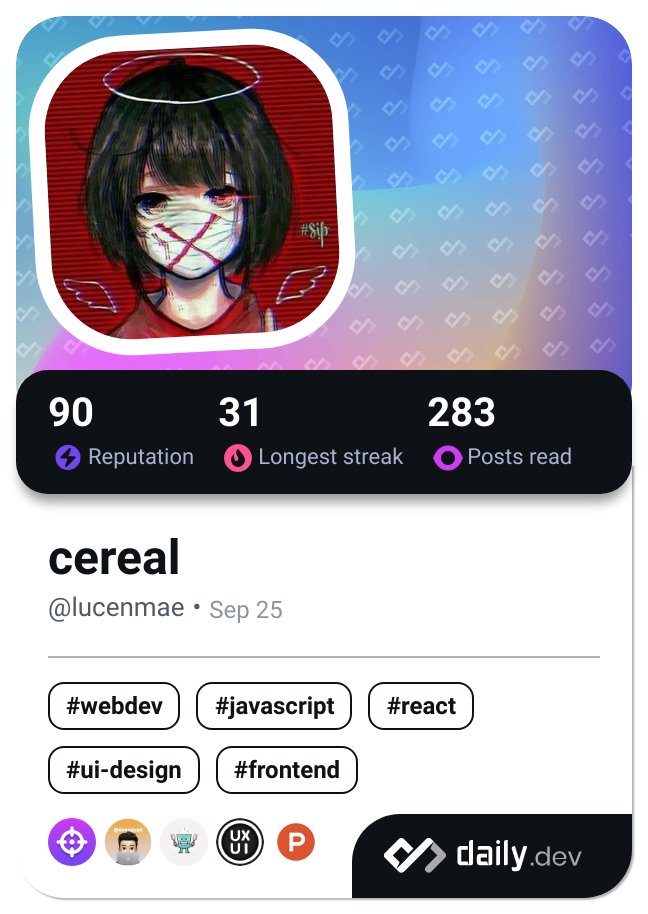 #Sip
90 31 283
Reputation Longest streak Posts read
cereal
@lucenmae • Sep 25
#webdev #javascript #react
#ui-design #frontend
UX
UI
P
daily.dev